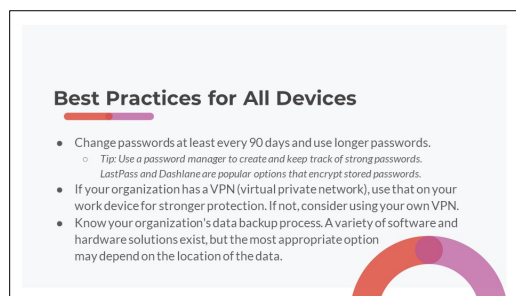 Best Practices for All Devices
● Change passwords at least every 90 days and use longer passwords.
○ Tip: Use a password manager to create and keep track of strong passwords.
LastPass and Dashlane are popular options that encrypt stored passwords.
● If your organization has a VPN (virtual private network), use that on your
work device for stronger protection. If not, consider using your own VPN.
● Know your organization's data backup process. A variety of software and
hardware solutions exist, but the most appropriate option
may depend on the location of the data.